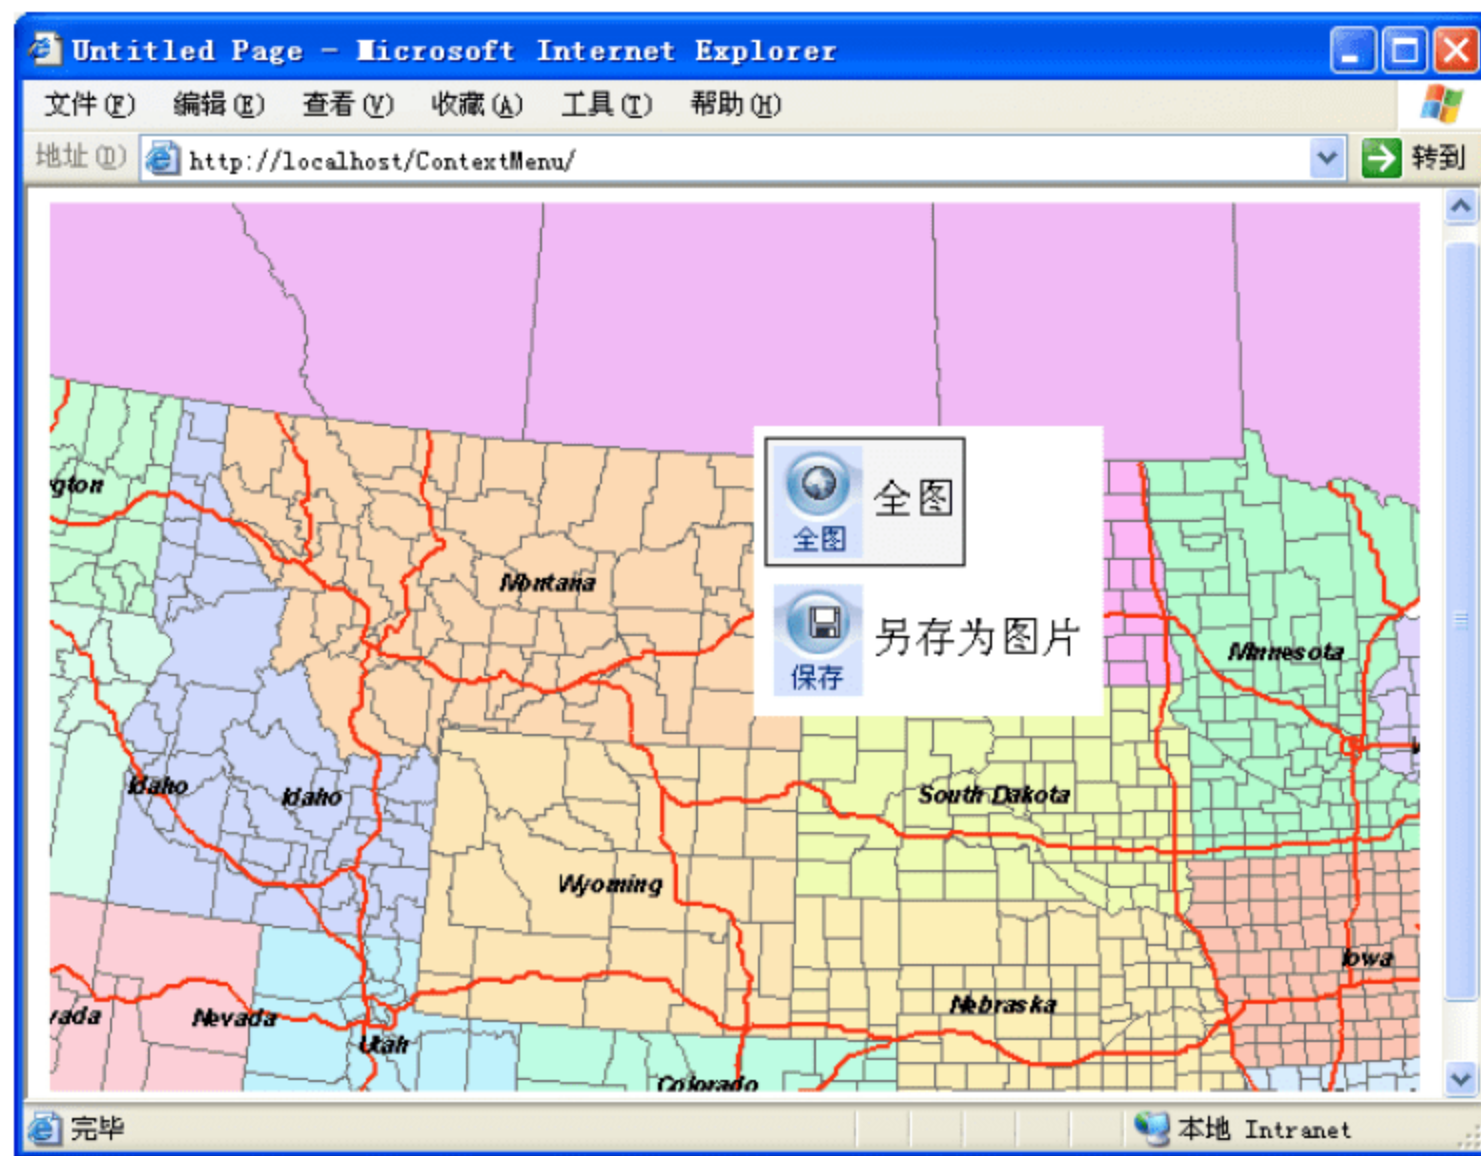 Untitled Page - Microsoft Internet Explorer
文件(F) 编辑(E) 查看(V) 收藏(A) 工具(T) 帮助(H)
地址(D) http://localhost/ContextMenu/ 转到
gton
全图
全图
Montana
另存为图片
保存
Minnesota
Idaho
Idaho
South Dakota
Wyoming
Iowa
Nebraska
vada
Nevada
Utah
Colorado
完毕 本地 Intranet